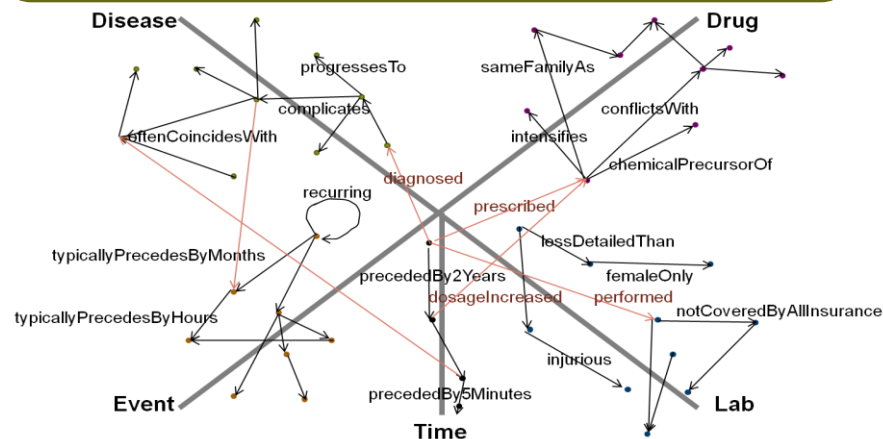 Disease
Drug
progressesTo
sameFamilyAs
complicates
conflictsWith
oftenCoincidesWith
intensifies
chemicalPrecursorOf
diagnosed
recurring
prescribed
lessDetailedThan
typicallyPrecedesByMonths
precededBy2Years
femaleOnly
dosageIncreased
performed
typicallyPrecedesByHours
notCoveredByAllInsurance
injurious
precededBy5Minutes
Event
Lab
Time